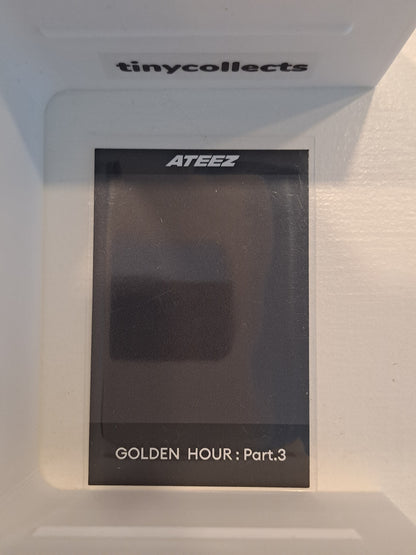 tinycollects
ATEEZ
GOLDEN HOUR : Part.3